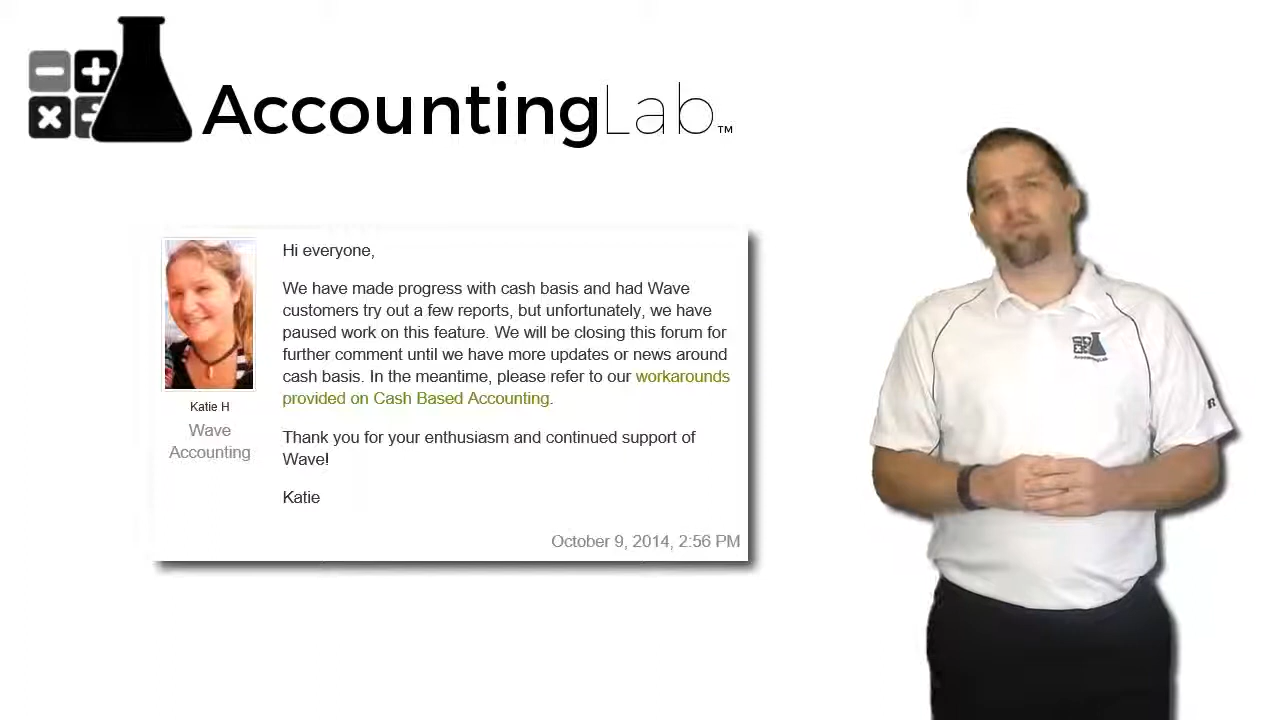 AccountingLab™
Hi everyone,
We have made progress with cash basis and had Wave
customers try out a few reports, but unfortunately, we have
paused work on this feature. We will be closing this forum for
further comment until we have more updates or news around
cash basis. In the meantime, please refer to our workarounds
provided on Cash Based Accounting.
Thank you for your enthusiasm and continued support of
Wave!
Katie
October 9, 2014, 2:56 PM
Katie H
Wave
Accounting
AccountingLab